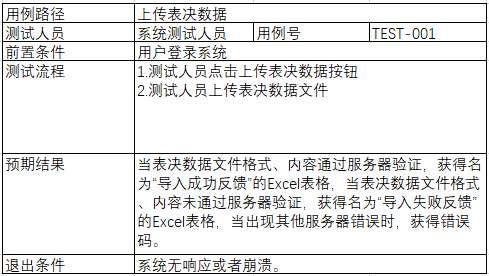 用例路径 上传表决数据
测试人员 系统测试人员 用例号 TEST-001
前置条件 用户登录系统
测试流程 1.测试人员点击上传表决数据按钮
2.测试人员上传表决数据文件
预期结果 当表决数据文件格式、内容通过服务器验证，获得名
为“导入成功反馈”的Excel表格，当表决数据文件格式
、内容未通过服务器验证，获得名为“导入失败反馈”
的Excel表格，当出现其他服务器错误时，获得错误
码。
退出条件 系统无响应或者崩溃。